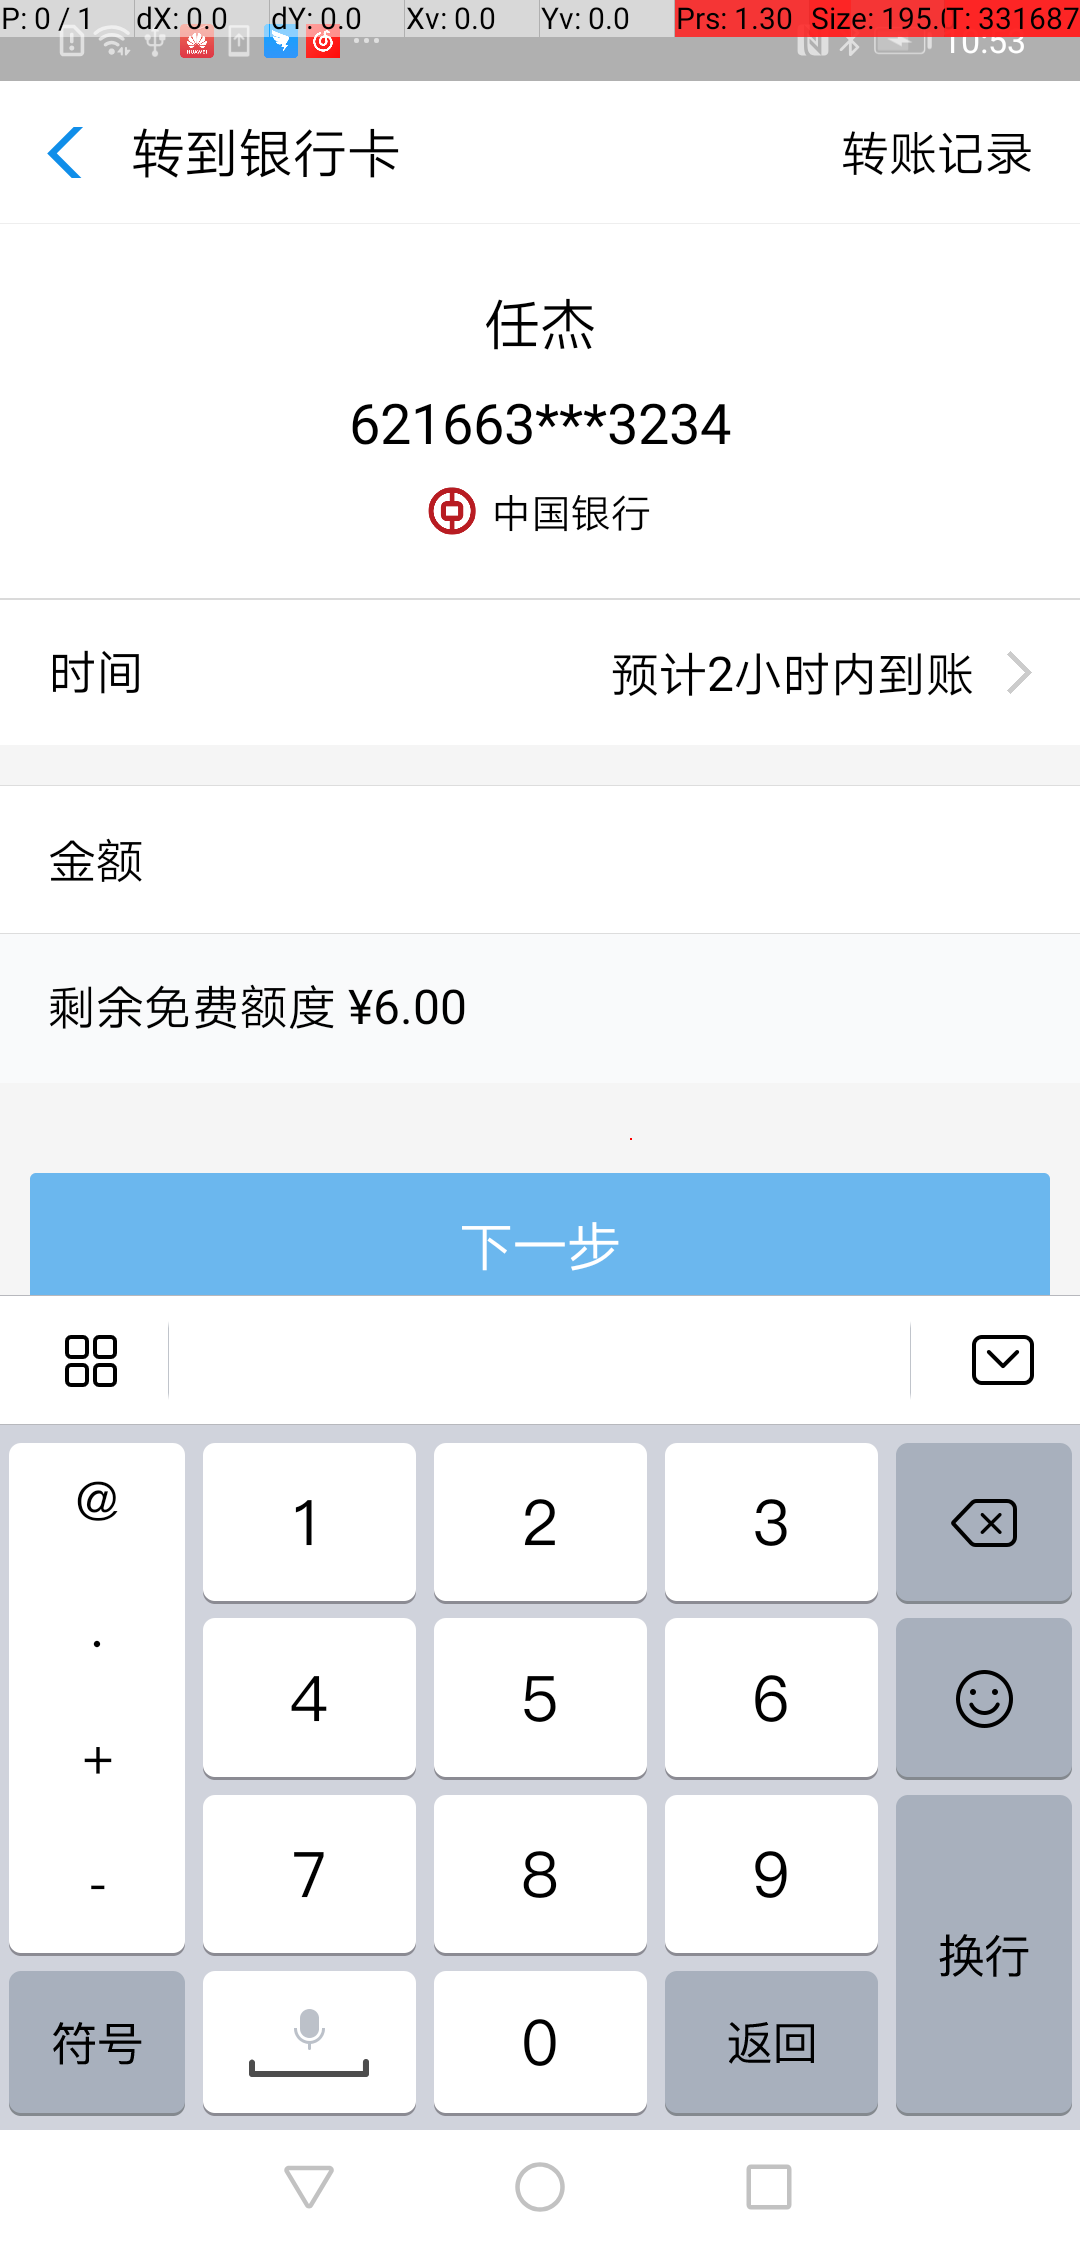 P: 0 / 1 dX: 0.0 dY: 0.0 Xv: 0.0 Yv: 0.0 Prs: 1.30 Size: 195.0 T: 331687
HUAWEI 10:53
转到银行卡 转账记录
任杰
621663***3234
中国银行
时间 预计2小时内到账
金额
剩余免费额度 ¥6.00
下一步
@ 1 2 3
.
4 5 6
+
7 8 9
-
换行
符号 0 返回